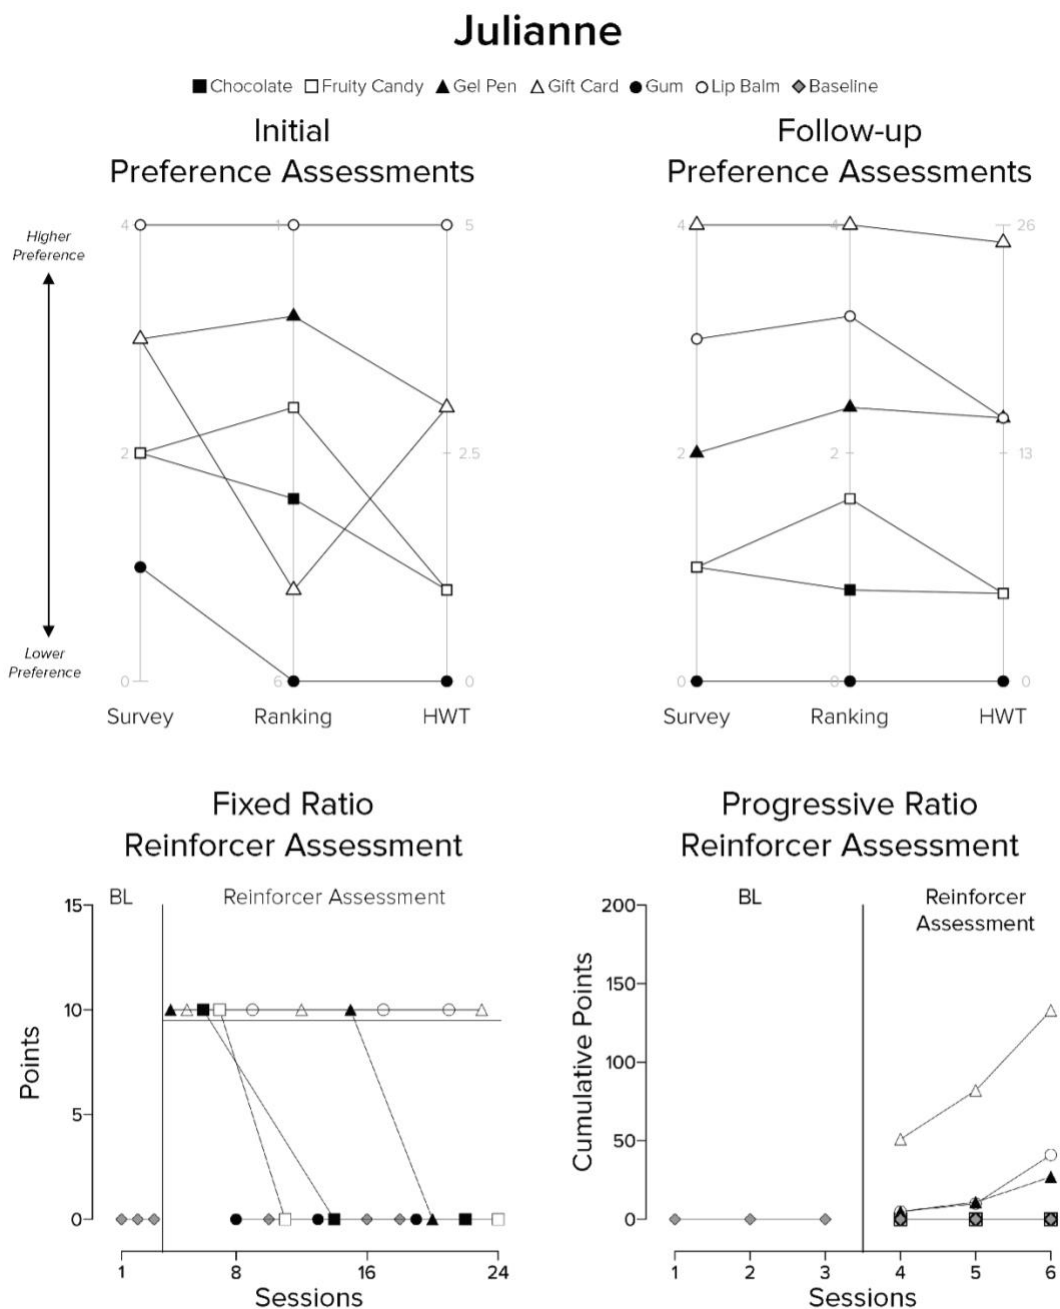 Julianne
Chocolate Fruity Candy Gel Pen Gift Card Gum Lip Balm Baseline
Initial
Preference Assessments
Higher
Preference
Lower
Preference
4
2
0
1
6
5
2.5
0
Survey Ranking HWT
Follow-up
Preference Assessments
4
2
0
4
2
0
26
13
0
Survey Ranking HWT
Fixed Ratio
Reinforcer Assessment
BL Reinforcer Assessment
Points
15
10
5
0
1 8 16 24
Sessions
Progressive Ratio
Reinforcer Assessment
BL Reinforcer
Assessment
Cumulative Points
200
150
100
50
0
1 2 3 4 5 6
Sessions